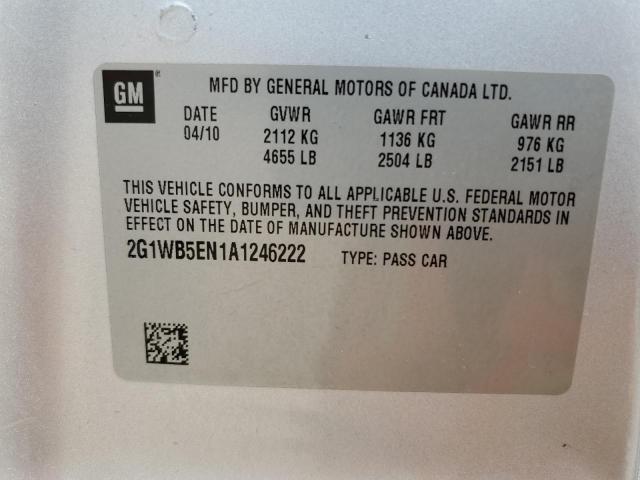 GM ®
MFD BY GENERAL MOTORS OF CANADA LTD.
DATE GVWR GAWR FRT GAWR RR
04/10 2112 KG 1136 KG 976 KG
4655 LB 2504 LB 2151 LB
THIS VEHICLE CONFORMS TO ALL APPLICABLE U.S. FEDERAL MOTOR
VEHICLE SAFETY, BUMPER, AND THEFT PREVENTION STANDARDS IN
EFFECT ON THE DATE OF MANUFACTURE SHOWN ABOVE.
2G1WB5EN1A1246222 TYPE: PASS CAR